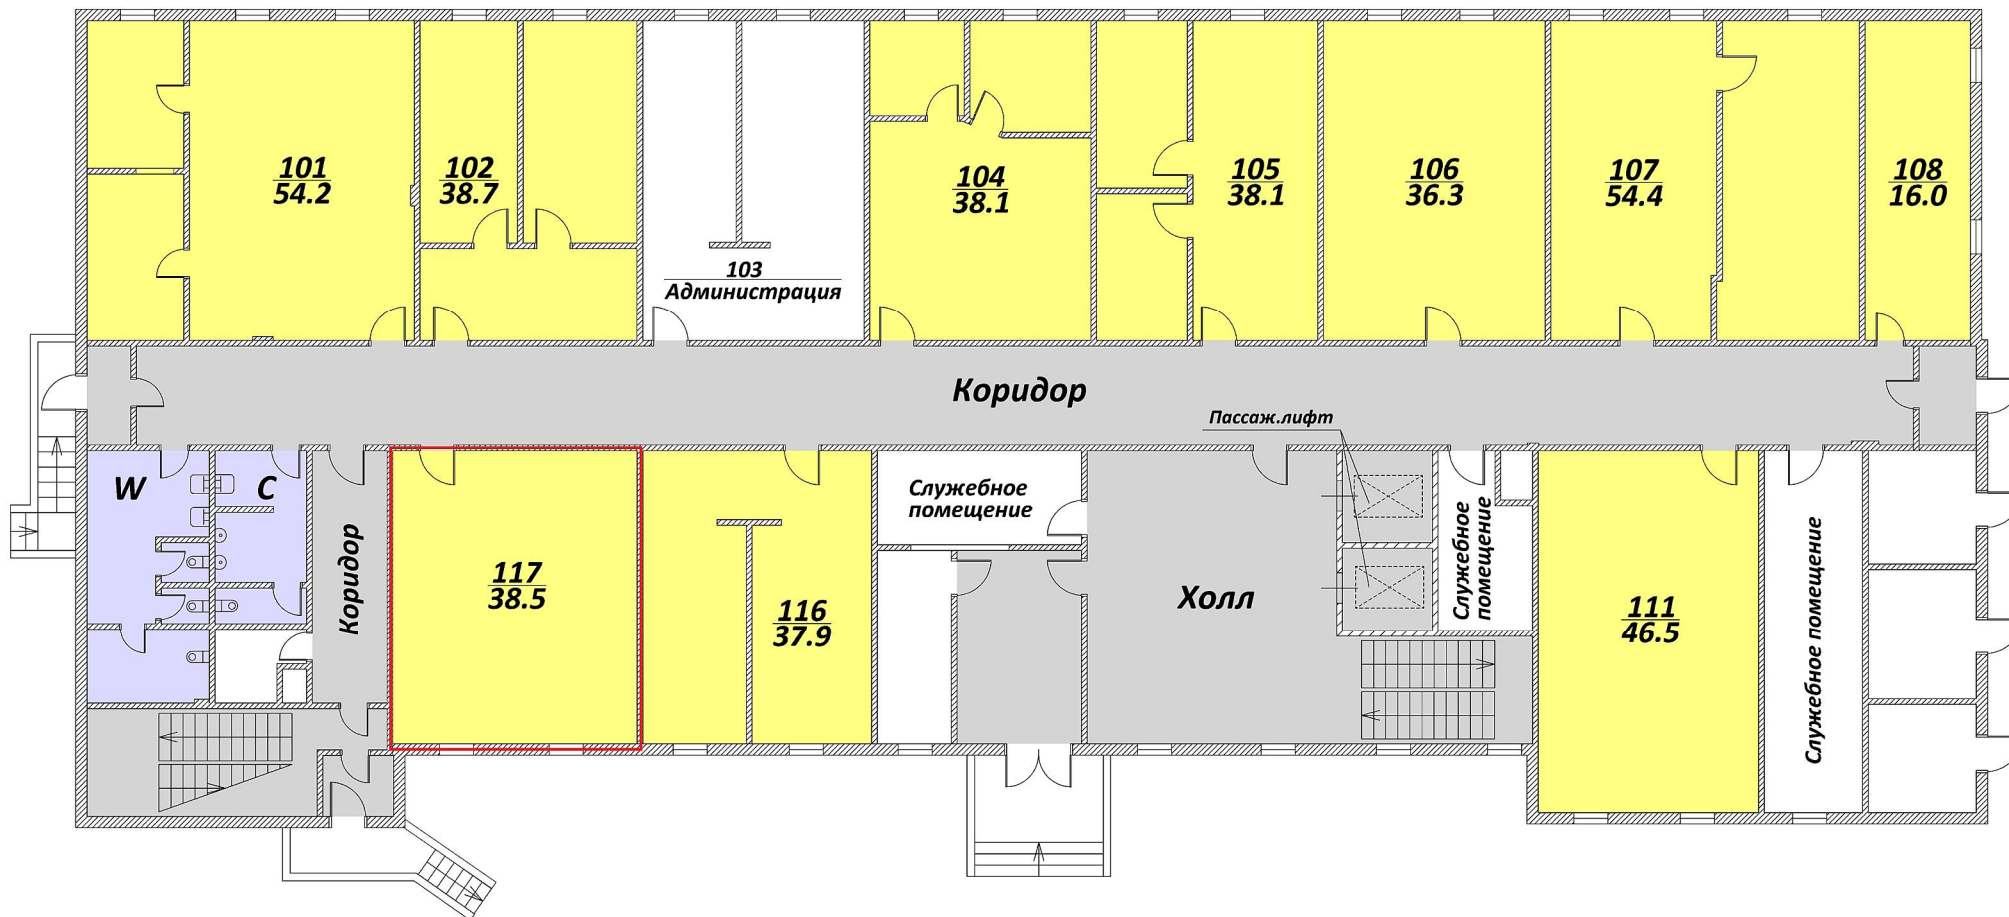 101
54.2
102
38.7
103
Администрация
104
38.1
105
38.1
106
36.3
107
54.4
108
16.0
Коридор
Пассаж.лифт
W
C
Коридор
117
38.5
116
37.9
Служебное
помещение
Холл
Служебное
помещение
111
46.5
Служебное помещение